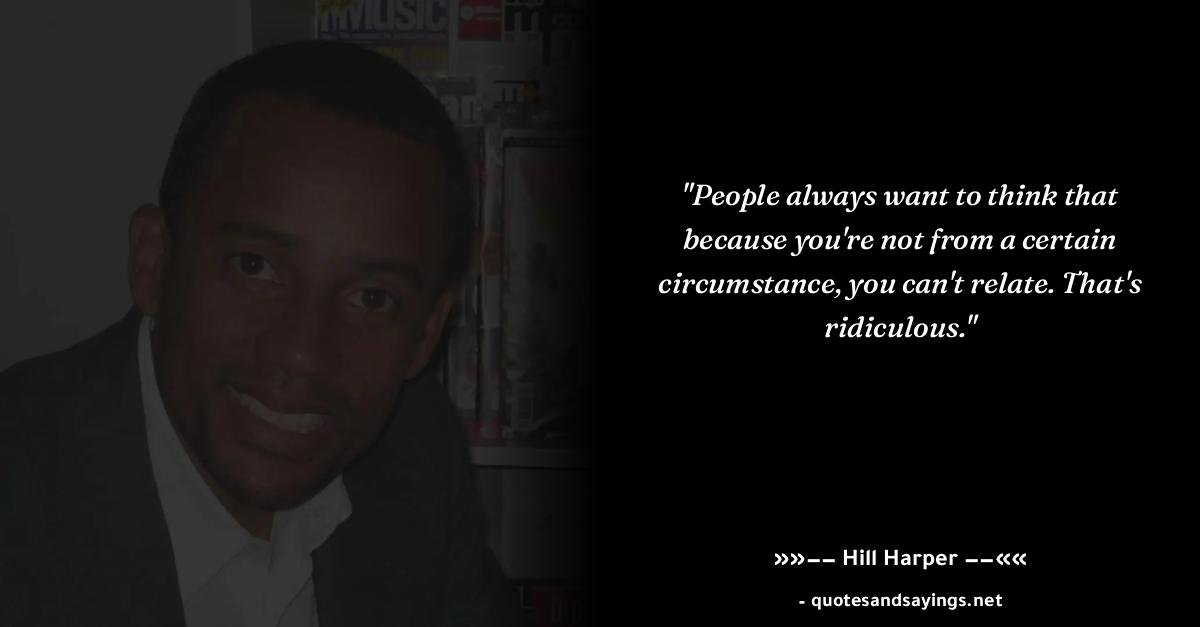 Music
"People always want to think that
because you're not from a certain
circumstance, you can't relate. That's
ridiculous."
»»–– Hill Harper ––««
- quotesandsayings.net